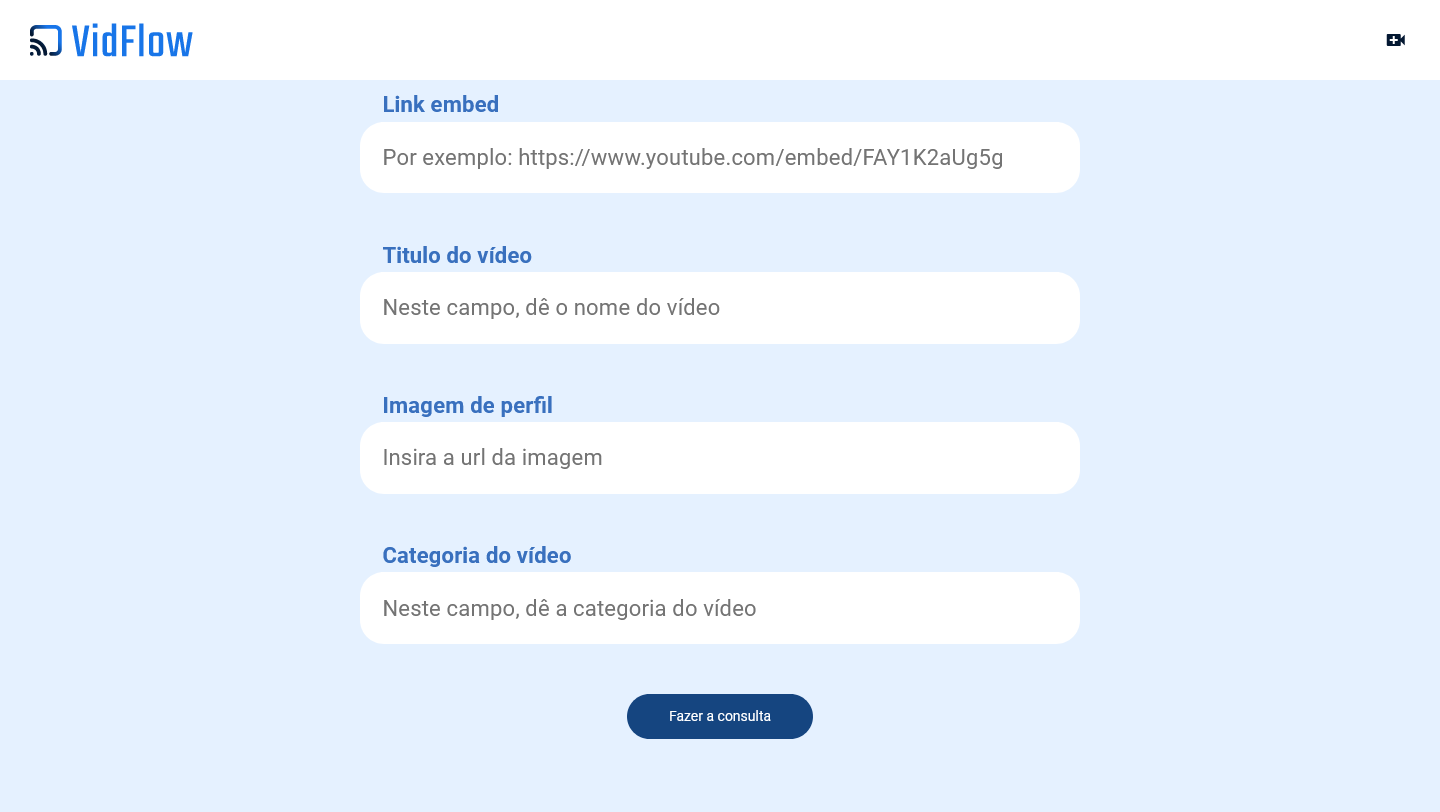 VidFlow
Link embed
Por exemplo: https://www.youtube.com/embed/FAY1K2aUg5g
Titulo do vídeo
Neste campo, dê o nome do vídeo
Imagem de perfil
Insira a url da imagem
Categoria do vídeo
Neste campo, dê a categoria do vídeo
Fazer a consulta